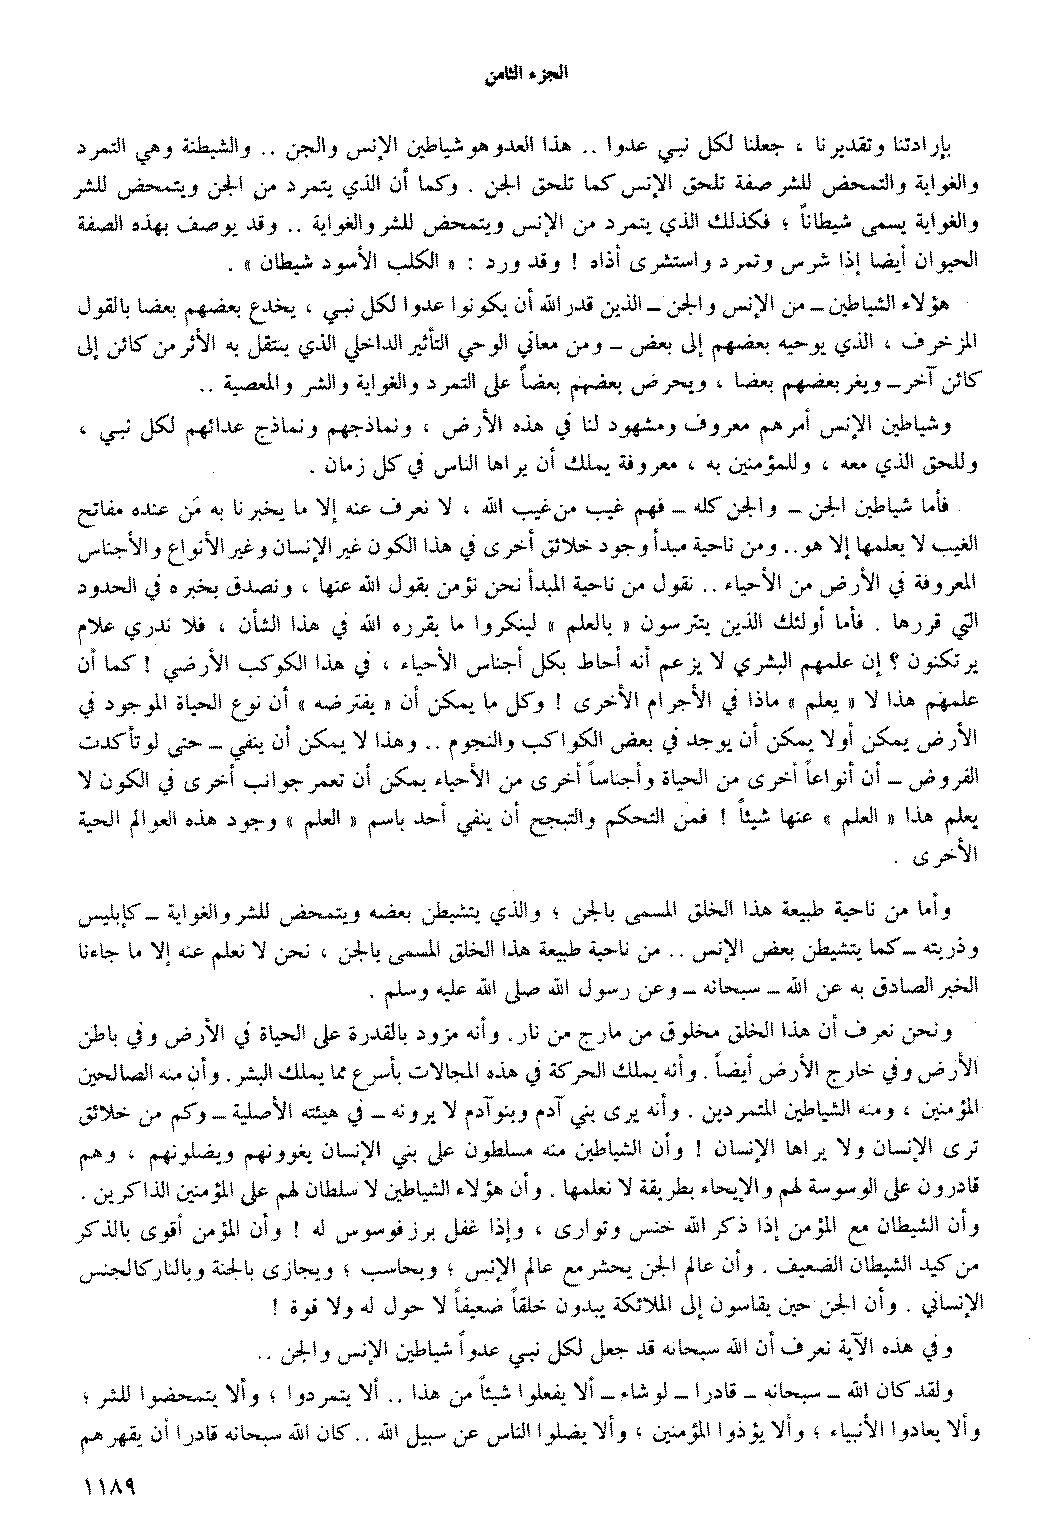 الجزء الثامن
بإرادتنا وتقديرنا ، جعلنا لكل نبي عدوا .. هذا العدو هو شياطين الإنس والجن .. والشيطنة وهي التمرد
والغواية والتمحض للشر صفة تلحق الإنس كما تلحق الجن . وكما أن الذي يتمرد من الجن ويتمحض للشر
والغواية يسمى شيطاناً ؛ فكذلك الذي يتمرد من الإنس ويتمحض للشر والغواية .. وقد يوصف بهذه الصفة
الحيوان أيضا إذا شرس وتمرد واستشرى أذاه ! وقد ورد : « الكلب الأسود شيطان » .
هؤلاء الشياطين – من الإنس والجن – الذين قدر الله أن يكونوا عدوا لكل نبي ، يخدع بعضهم بعضا بالقول
المزخرف ، الذي يوحيه بعضهم إلى بعض – ومن معاني الوحي التأثير الداخلي الذي ينتقل به الأثر من كائن إلى
كائن آخر – ويغر بعضهم بعضا ، ويحرض بعضهم بعضاً على التمرد والغواية والشر والمعصية ..
وشياطين الإنس أمرهم معروف ومشهود لنا في هذه الأرض ، ونماذجهم ونماذج عدائهم لكل نبي ،
وللحق الذي معه ، وللمؤمنين به ، معروفة يملك أن يراها الناس في كل زمان .
فأما شياطين الجن – والجن كله – فهم غيب من غيب الله ، لا نعرف عنه إلا ما يخبرنا به مَن عنده مفاتح
الغيب لا يعلمها إلا هو.. ومن ناحية مبدأ وجود خلائق أخرى في هذا الكون غير الإنسان وغير الأنواع والأجناس
المعروفة في الأرض من الأحياء .. نقول من ناحية المبدأ نحن نؤمن بقول الله عنها ، ونصدق بخبره في الحدود
التي قررها . فأما أولئك الذين يتترسون « بالعلم » لينكروا ما يقرره الله في هذا الشأن ، فلا ندري علام
يرتكنون ؟ إن علمهم البشري لا يزعم أنه أحاط بكل أجناس الأحياء ، في هذا الكوكب الأرضي ! كما أن
علمهم هذا لا « يعلم » ماذا في الأجرام الأخرى ! وكل ما يمكن أن « يفترضه » أن نوع الحياة الموجود في
الأرض يمكن أولا يمكن أن يوجد في بعض الكواكب والنجوم .. وهذا لا يمكن أن ينفي – حتى لو تأكدت
الفروض – أن أنواعاً أخرى من الحياة وأجناساً أخرى من الأحياء يمكن أن تعمر جوانب أخرى في الكون لا
يعلم هذا « العلم » عنها شيئاً ! فمن التحكم والتبجح أن ينفي أحد باسم « العلم » وجود هذه العوالم الحية
الأخرى .
وأما من ناحية طبيعة هذا الخلق المسمى بالجن ؛ والذي يتشيطن بعضه ويتمحض للشر والغواية – كإبليس
وذريته – كما يتشيطن بعض الإنس .. من ناحية طبيعة هذا الخلق المسمى بالجن ، نحن لا نعلم عنه إلا ما جاءنا
الخبر الصادق به عن الله – سبحانه – وعن رسول الله صلى الله عليه وسلم .
ونحن نعرف أن هذا الخلق مخلوق من مارج من نار. وأنه مزود بالقدرة على الحياة في الأرض وفي باطن
الأرض وفي خارج الأرض أيضاً . وأنه يملك الحركة في هذه المجالات بأسرع مما يملك البشر. وأن منه الصالحين
المؤمنين ، ومنه الشياطين المتمردين . وأنه يرى بني آدم وبنو آدم لا يرونه – في هيئته الأصلية – وكم من خلائق
ترى الإنسان ولا يراها الإنسان ! وأن الشياطين منه مسلطون على بني الإنسان يغوونهم ويضلونهم ، وهم
قادرون على الوسوسة لهم والإيحاء بطريقة لا نعلمها . وأن هؤلاء الشياطين لا سلطان لهم على المؤمنين الذاكرين .
وأن الشيطان مع المؤمن إذا ذكر الله خنس وتوارى ، وإذا غفل برز فوسوس له ! وأن المؤمن أقوى بالذكر
من كيد الشيطان الضعيف . وأن عالم الجن يحشر مع عالم الإنس ؛ ويحاسب ؛ ويجازى بالجنة وبالنار كالجنس
الإنساني . وأن الجن حين يقاسون إلى الملائكة يبدون خلقاً ضعيفاً لا حول له ولا قوة !
وفي هذه الآية نعرف أن الله سبحانه قد جعل لكل نبي عدواً شياطين الإنس والجن ..
ولقد كان الله – سبحانه – قادرا – لو شاء – ألا يفعلوا شيئاً من هذا .. ألا يتمردوا ؛ وألا يتمحضوا للشر ؛
وألا يعادوا الأنبياء ؛ وألا يؤذوا المؤمنين ؛ وألا يضلوا الناس عن سبيل الله .. كان الله سبحانه قادرا أن يقهرهم
١١٨٩